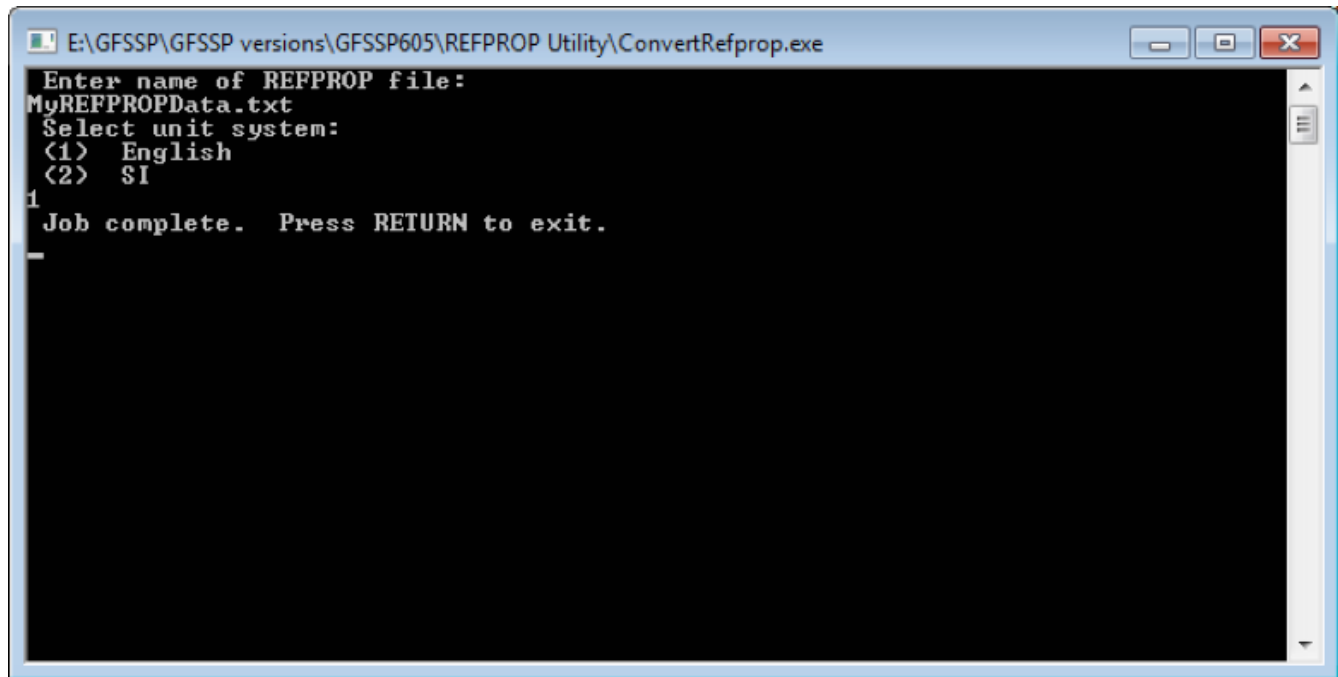 E:\GFSSP\GFSSP versions\GFSSP605\REFPROP Utility\ConvertRefprop.exe
Enter name of REFPROP file:
MyREFPROPData.txt
Select unit system:
(1)  English
(2)  SI
1
Job complete.  Press RETURN to exit.